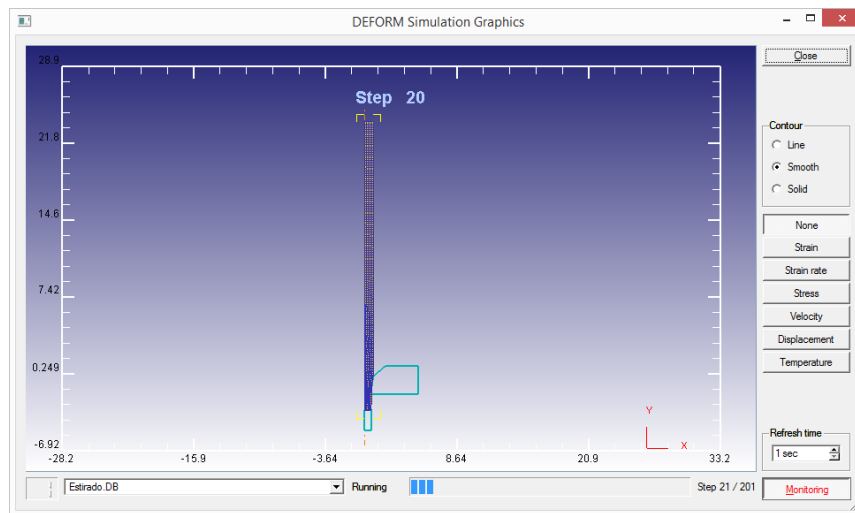 DEFORM Simulation Graphics
28.9
21.8
14.6
7.42
0.249
-6.92
-28.2
-15.9
-3.64
8.64
20.9
33.2
Step 20
Y
X
Close
Contour
Line
Smooth
Solid
None
Strain
Strain rate
Stress
Velocity
Displacement
Temperature
Refresh time
1 sec
Estirado.DB
Running
Step 21 / 201
Monitoring